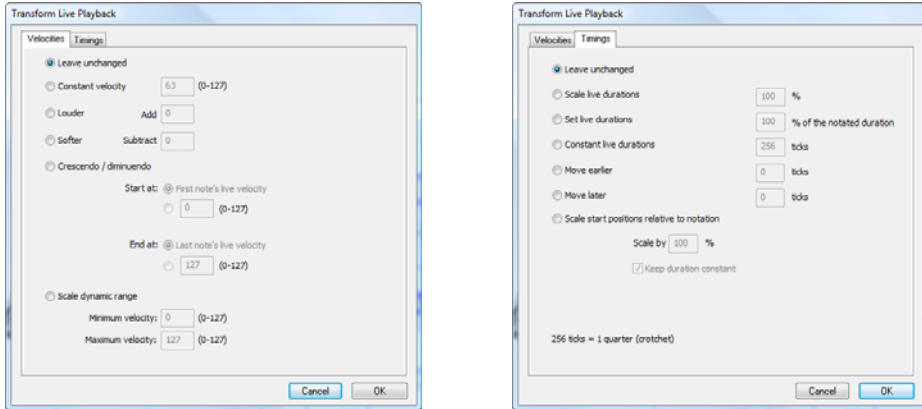 Transform Live Playback
Velocities Timings
Leave unchanged
Constant velocity 63 (0-127)
Louder Add 0
Softer Subtract 0
Crescendo / diminuendo
Start at: First note's live velocity
0 (0-127)
End at: Last note's live velocity
127 (0-127)
Scale dynamic range
Minimum velocity: 0 (0-127)
Maximum velocity: 127 (0-127)
Cancel OK
Transform Live Playback
Velocities Timings
Leave unchanged
Scale live durations 100 %
Set live durations 100 % of the notated duration
Constant live durations 256 ticks
Move earlier 0 ticks
Move later 0 ticks
Scale start positions relative to notation
Scale by 100 %
Keep duration constant
256 ticks = 1 quarter (crotchet)
Cancel OK